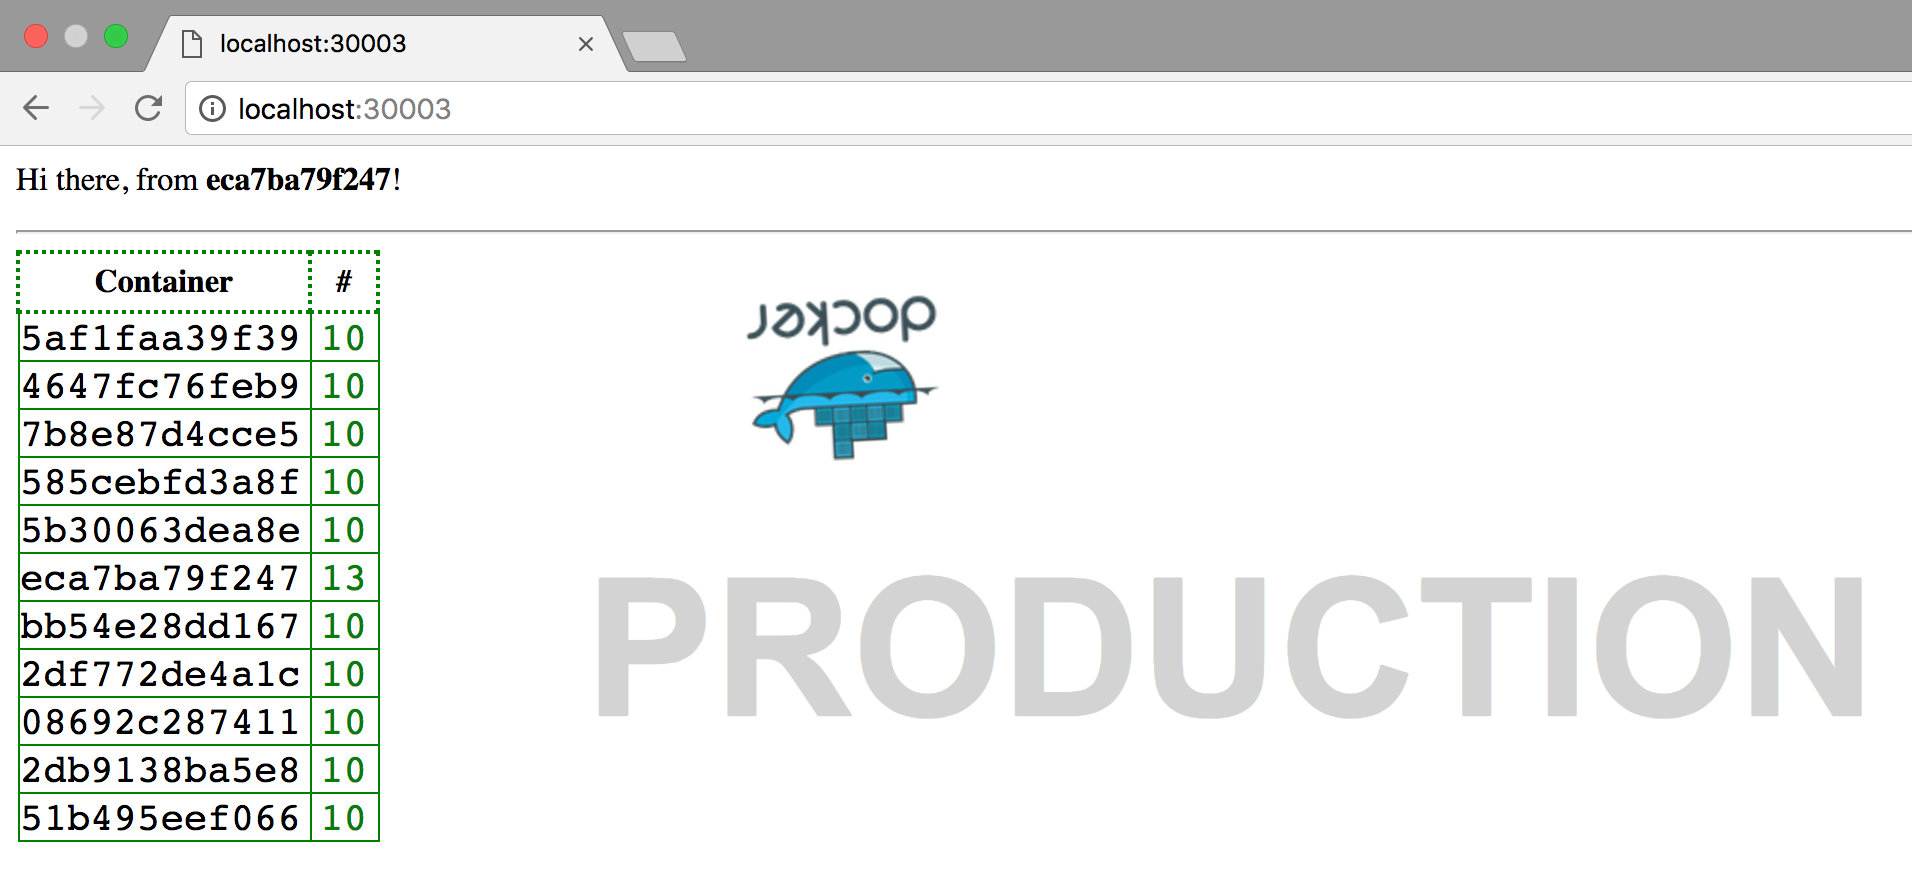 localhost:30003
localhost:30003
Hi there, from eca7ba79f247!
Container #
5af1faa39f39 10
4647fc76feb9 10
7b8e87d4cce5 10
585cebfd3a8f 10
5b30063dea8e 10
eca7ba79f247 13
bb54e28dd167 10
2df772de4a1c 10
08692c287411 10
2db9138ba5e8 10
51b495eef066 10
docker
PRODUCTION